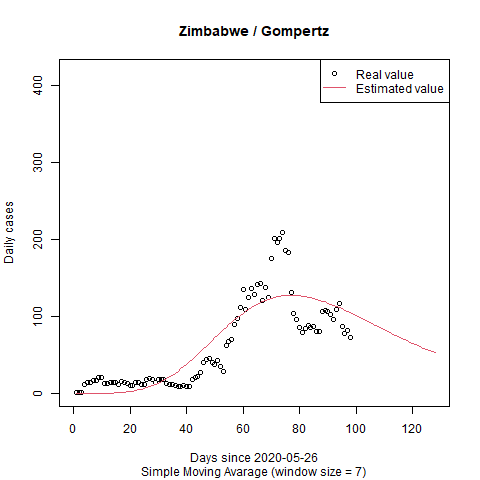 Zimbabwe / Gompertz
Real value
Estimated value
Daily cases
400
300
200
100
0
0 20 40 60 80 100 120
Days since 2020-05-26
Simple Moving Avarage (window size = 7)